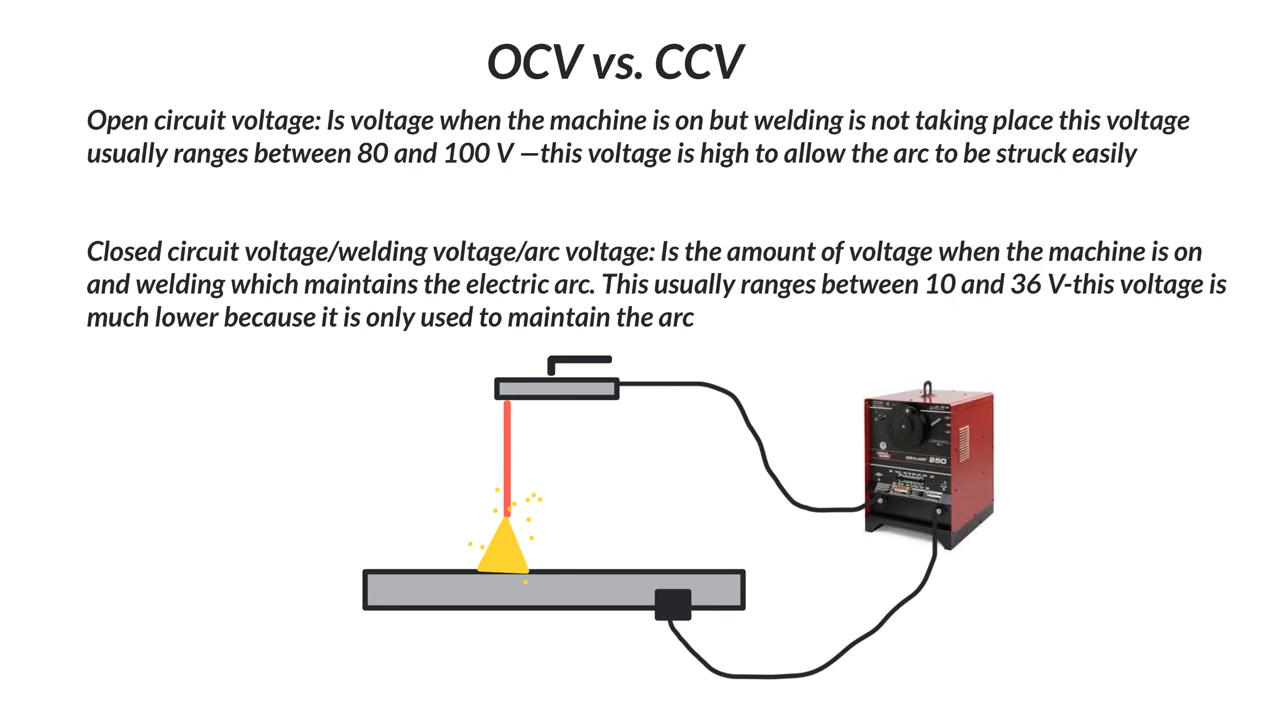 OCV vs. CCV
Open circuit voltage: Is voltage when the machine is on but welding is not taking place this voltage
usually ranges between 80 and 100 V —this voltage is high to allow the arc to be struck easily
Closed circuit voltage/welding voltage/arc voltage: Is the amount of voltage when the machine is on
and welding which maintains the electric arc. This usually ranges between 10 and 36 V-this voltage is
much lower because it is only used to maintain the arc
250